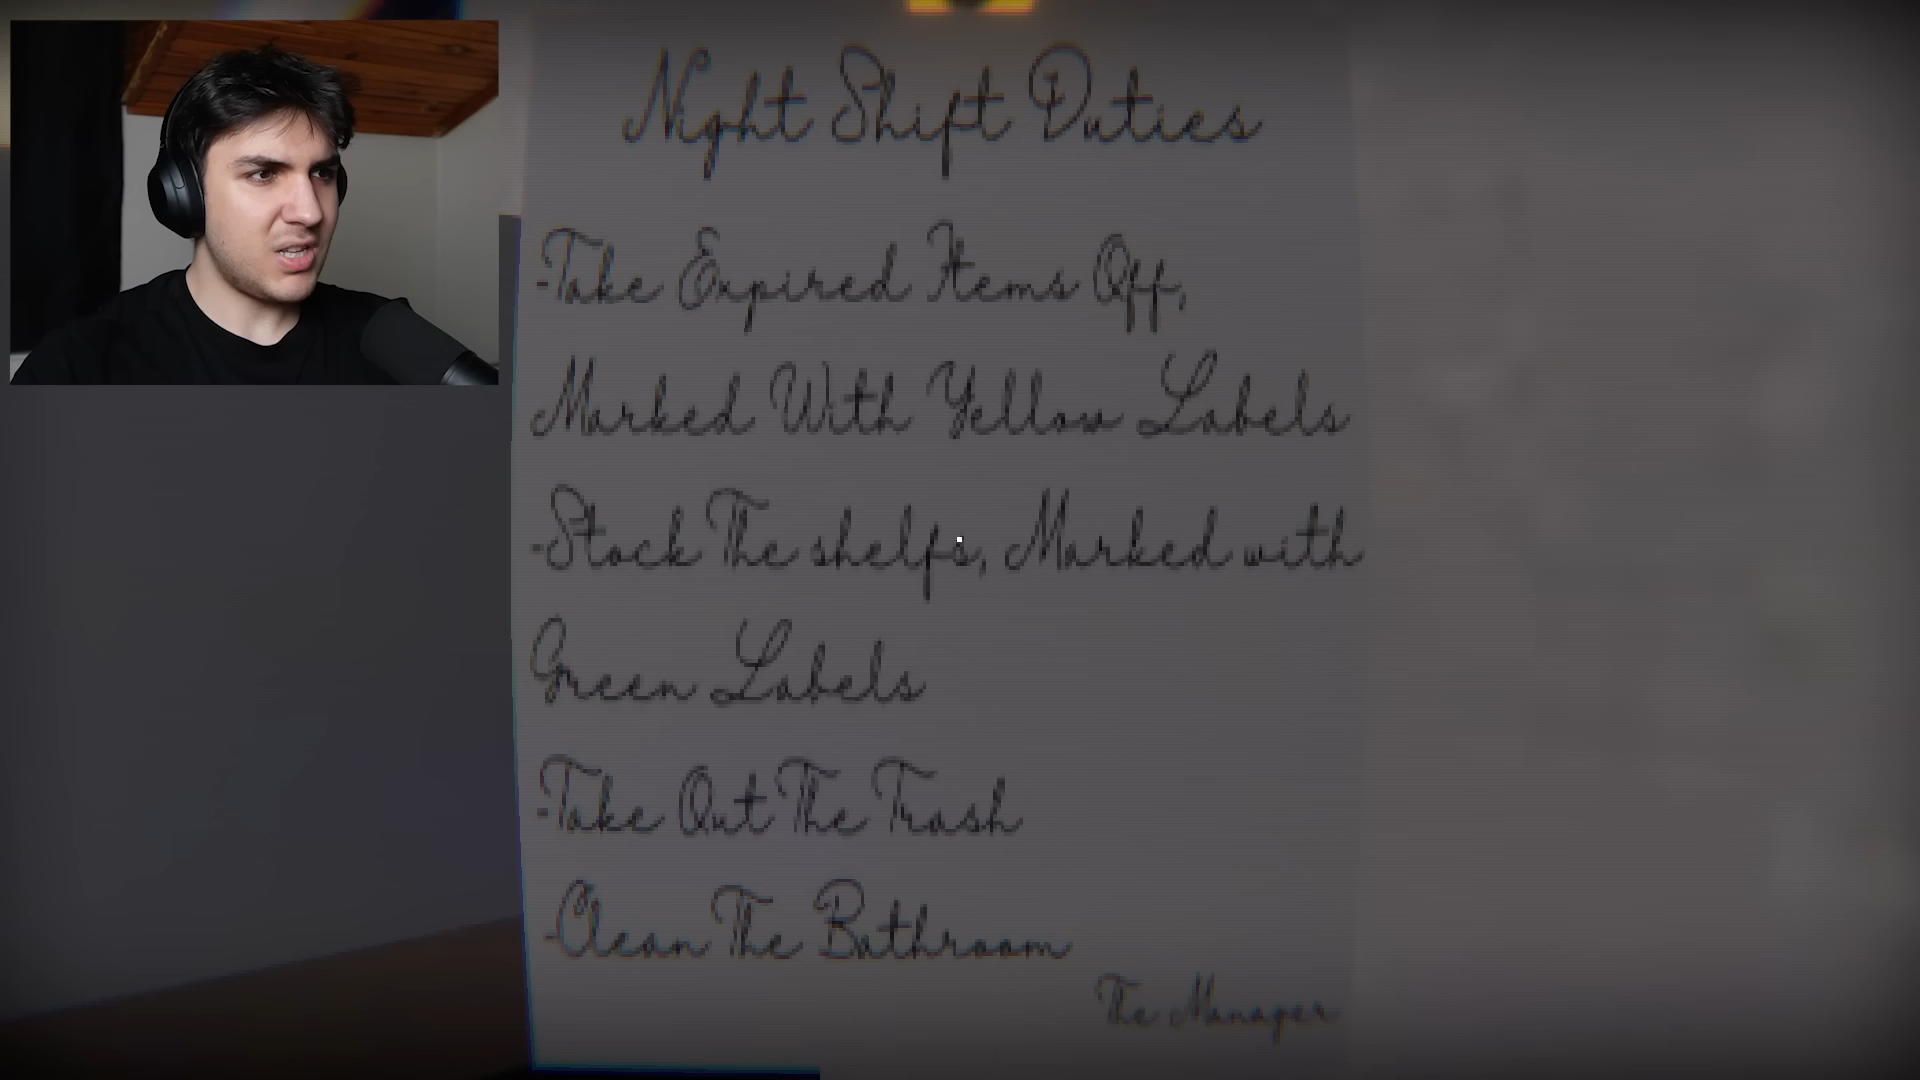 Night Shift Duties
-Take Expired Items Off,
Marked With Yellow Labels
-Stock The shelfs, Marked with
Green Labels
-Take Out The Trash
-Clean The Bathroom
The Manager